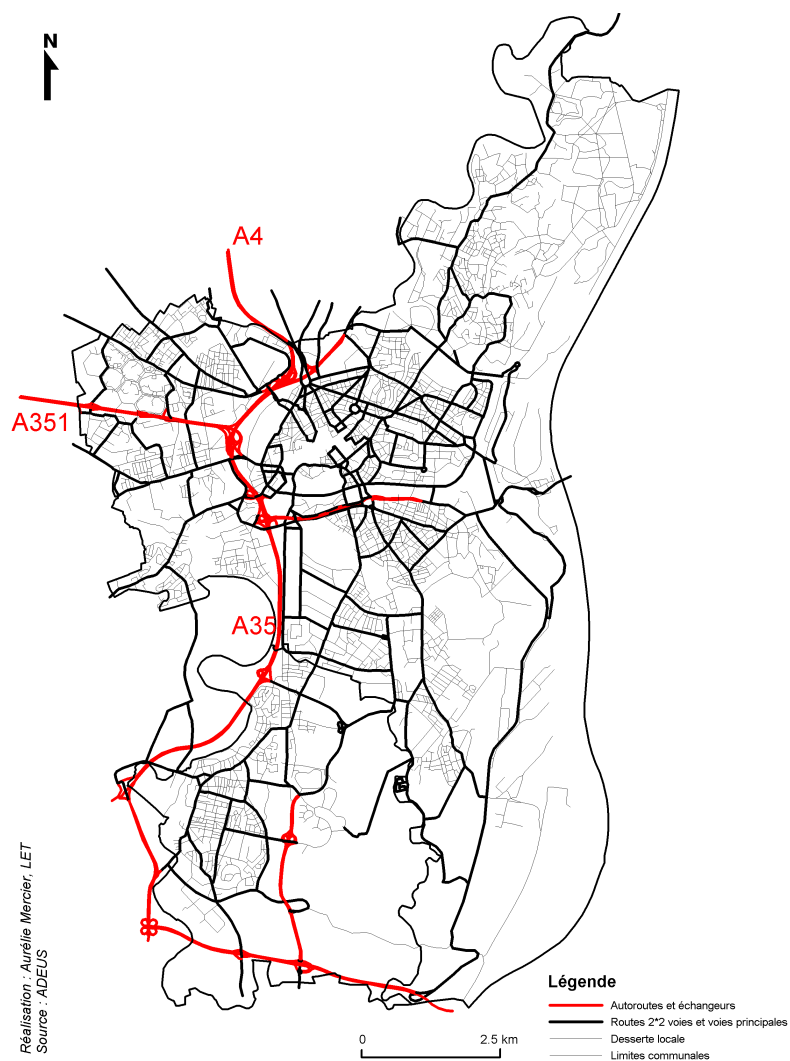 N
A4
A351
A35
Réalisation : Aurélie Mercier, LET
Source : ADEUS
Légende
Autoroutes et échangeurs
Routes 2*2 voies et voies principales
Desserte locale
Limites communales
0 2.5 km